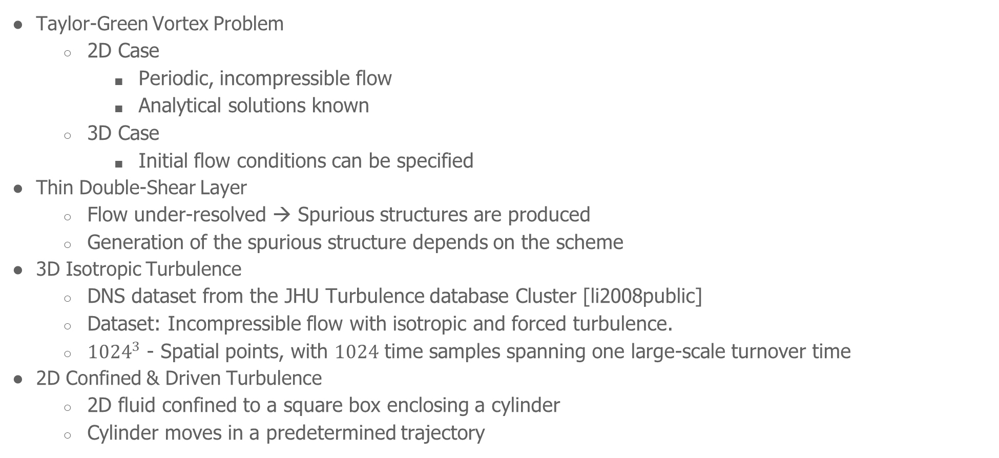 ● Taylor-Green Vortex Problem
○ 2D Case
■ Periodic, incompressible flow
■ Analytical solutions known
○ 3D Case
■ Initial flow conditions can be specified
● Thin Double-Shear Layer
○ Flow under-resolved → Spurious structures are produced
○ Generation of the spurious structure depends on the scheme
● 3D Isotropic Turbulence
○ DNS dataset from the JHU Turbulence database Cluster [li2008public]
○ Dataset: Incompressible flow with isotropic and forced turbulence.
○ 1024³ - Spatial points, with 1024 time samples spanning one large-scale turnover time
● 2D Confined & Driven Turbulence
○ 2D fluid confined to a square box enclosing a cylinder
○ Cylinder moves in a predetermined trajectory